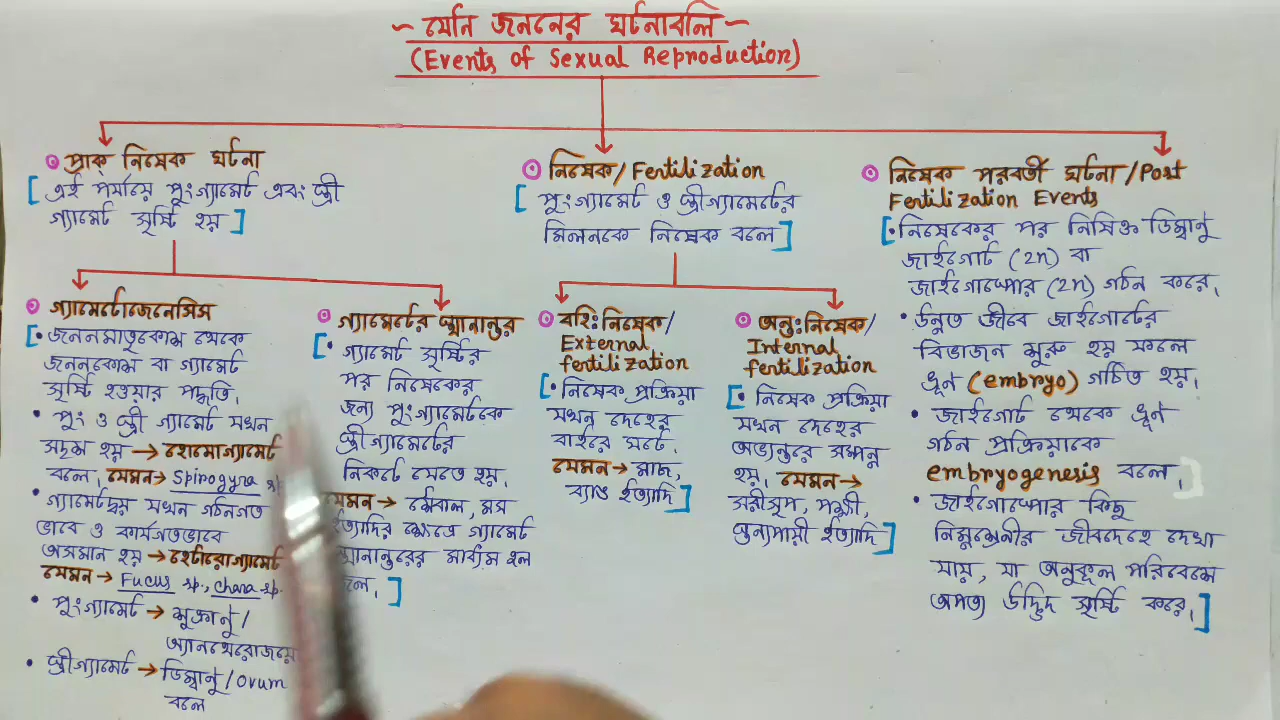 ~ যৌন জননের ঘটনাবলি ~
(Events of Sexual Reproduction)
প্রাক্ নিষেক ঘটনা
[এই পর্যায়ে পুংগ্যামেট এবং স্ত্রী
গ্যামেট সৃষ্টি হয়]
গ্যামেটোজেনেসিস
[• জননমাতৃকোষ থেকে
জননকোষ বা গ্যামেট
সৃষ্টি হওয়ার পদ্ধতি।
• পুং ও স্ত্রী গ্যামেট যখন
সদৃশ হয় → হোমোগ্যামেট
বলে। যেমন→ Spirogyra
• গ্যামেটদ্বয় যখন গঠনগত
ভাবে ও কার্যগতভাবে
অসমান হয় → হেটারোগ্যামেট
যেমন→ Fucus sp., chara sp.
• পুংগ্যামেট → শুক্রাণু/
• স্ত্রীগ্যামেট → ডিম্বাণু/ovum
বলে
গ্যামেটের স্থানান্তর
[• গ্যামেট সৃষ্টির
পর নিষেকের
জন্য পুংগ্যামেটকে
স্ত্রীগ্যামেটের
নিকটে যেতে হয়।
যেমন → শৈবাল, মস
ইত্যাদির ক্ষেত্রে গ্যামেট
স্থানান্তরের মাধ্যম হল
জল।]
নিষেক/Fertilization
[পুংগ্যামেট ও স্ত্রীগ্যামেটের
মিলনকে নিষেক বলে]
বহিঃনিষেক/
External
fertilization
[• নিষেক প্রক্রিয়া
যখন দেহের
বাইরে ঘটে।
যেমন→ মাছ,
ব্যাঙ ইত্যাদি]
অন্তঃনিষেক/
Internal
fertilization
[• নিষেক প্রক্রিয়া
যখন দেহের
অভ্যন্তরে সম্পন্ন
হয়। যেমন→
সরীসৃপ, পক্ষী,
স্তন্যপায়ী ইত্যাদি]
নিষেক পরবর্তী ঘটনা/Post
Fertilization Events
[• নিষেকের পর নিষিক্ত ডিম্বাণু
জাইগোট (2n) বা
জাইগোস্পোর (2n) গঠন করে।
• উন্নত জীবে জাইগোটের
বিভাজন শুরু হয় ফলে
ভ্রূণ (embryo) গঠিত হয়।
• জাইগোট থেকে ভ্রূণ
গঠন প্রক্রিয়াকে
embryogenesis বলে।]
• জাইগোস্পোর কিছু
নিম্নশ্রেনীর জীবদেহে দেখা
যায়, যা অনুকূল পরিবেশে
অপত্য উদ্ভিদ সৃষ্টি করে।]